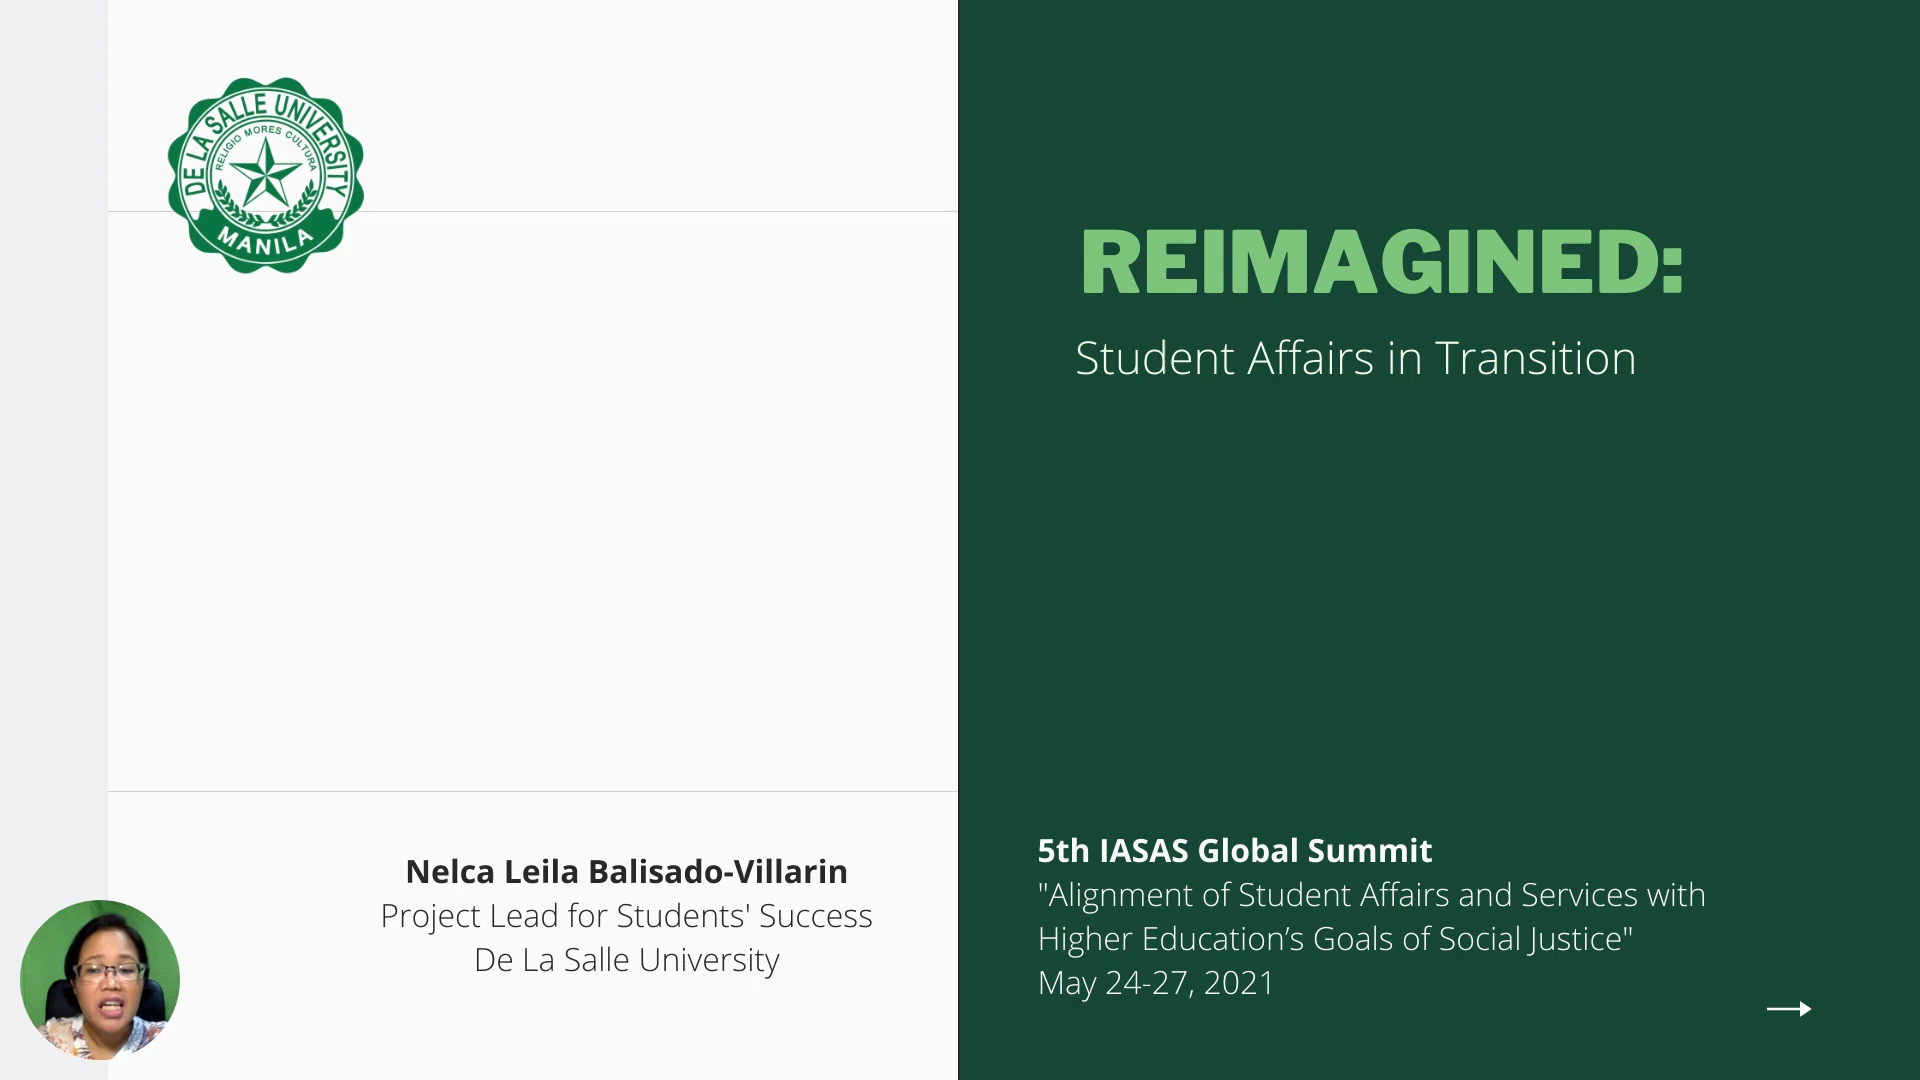 DE LA SALLE UNIVERSITY
RELIGIO MORES CULTURA
MANILA
Nelca Leila Balisado-Villarin
Project Lead for Students' Success
De La Salle University
REIMAGINED:
Student Affairs in Transition
5th IASAS Global Summit
"Alignment of Student Affairs and Services with
Higher Education’s Goals of Social Justice"
May 24-27, 2021